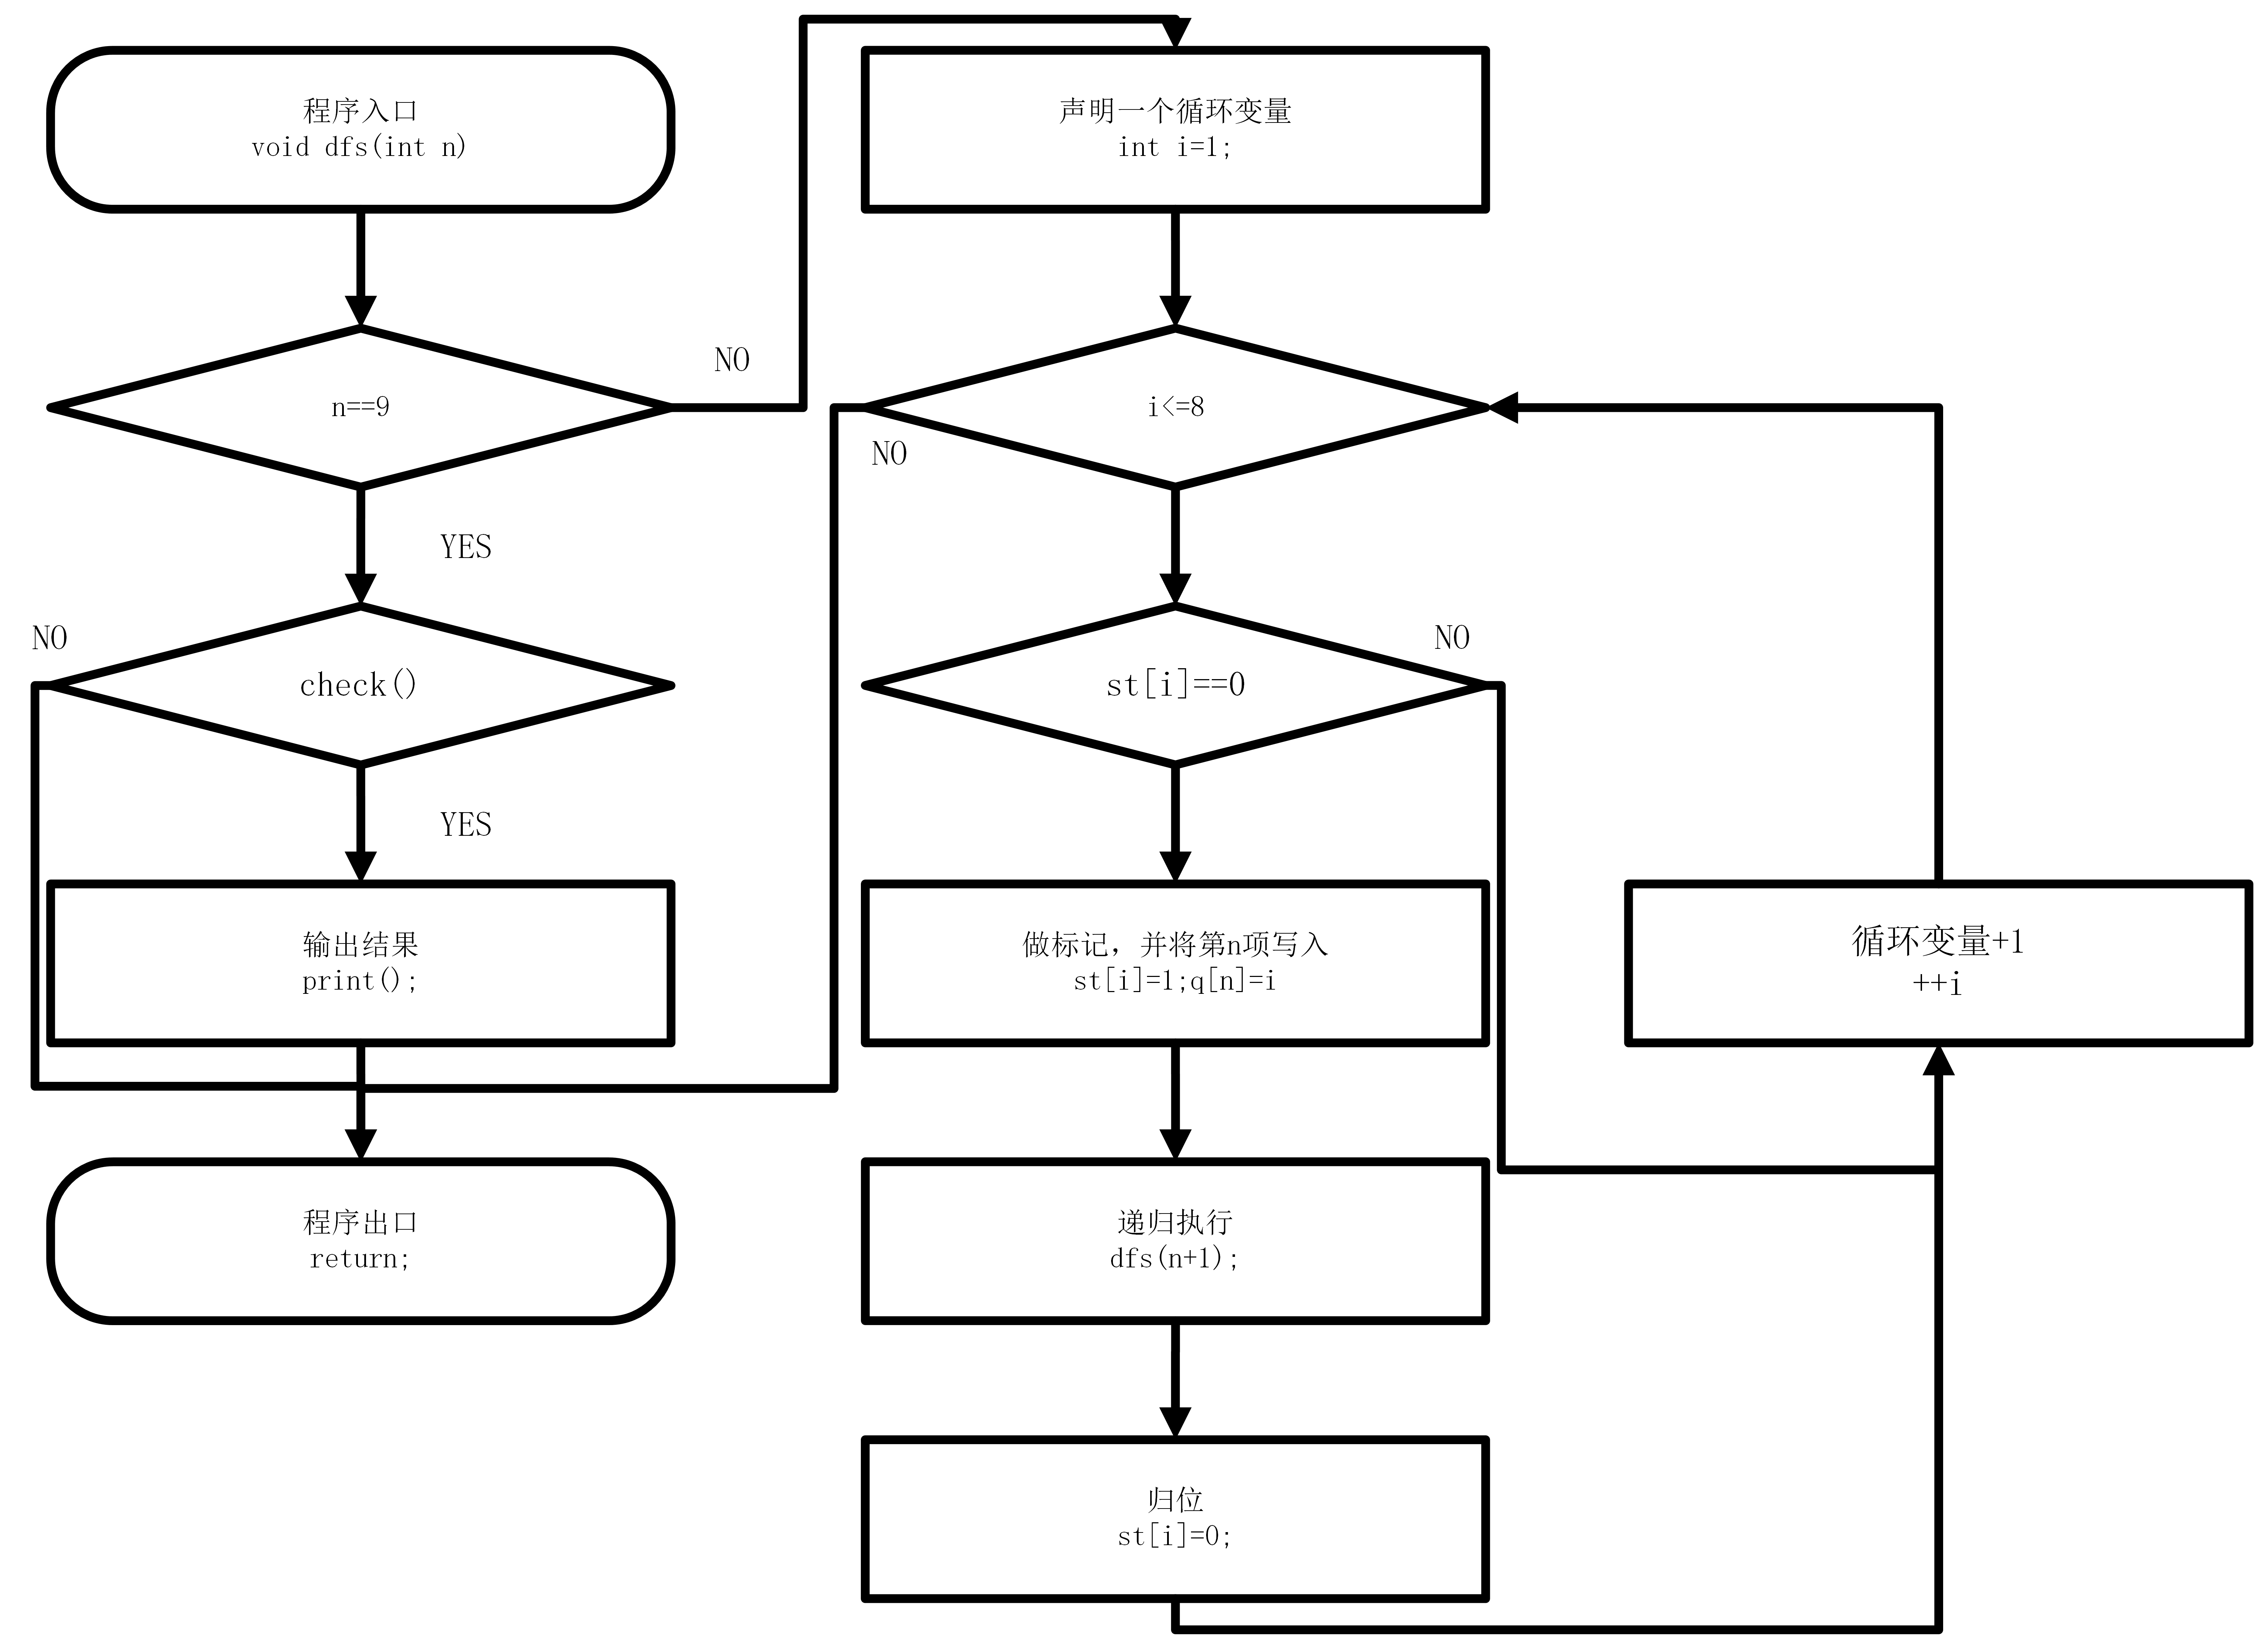 程序入口
void dfs(int n)
n==9
NO
YES
check()
NO
YES
输出结果
print();
程序出口
return;
声明一个循环变量
int i=1;
i<=8
NO
st[i]==0
NO
做标记，并将第n项写入
st[i]=1;q[n]=i
递归执行
dfs(n+1);
归位
st[i]=0;
循环变量+1
++i